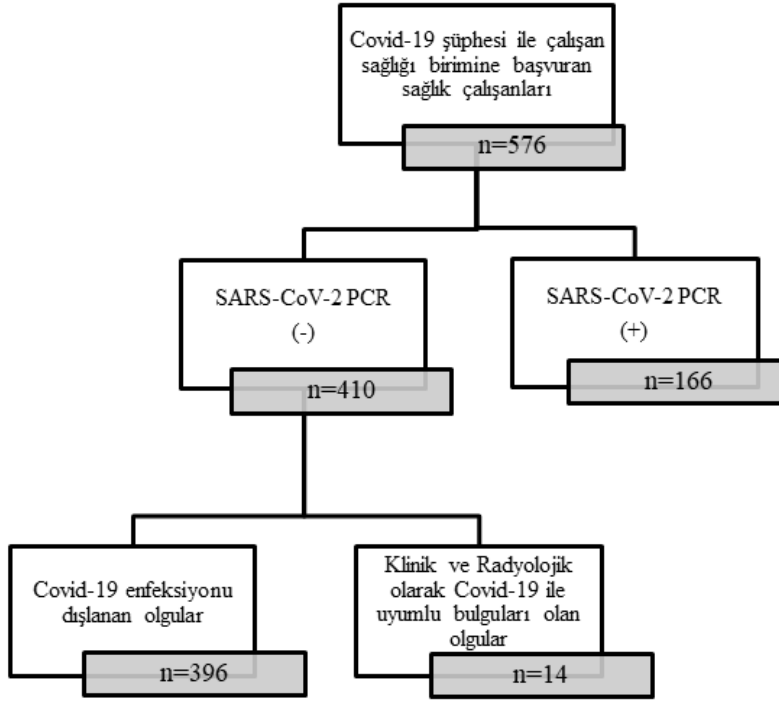 Covid-19 şüphesi ile çalışan
sağlığı birimine başvuran
sağlık çalışanları
n=576
SARS-CoV-2 PCR
(-)
n=410
SARS-CoV-2 PCR
(+)
n=166
Covid-19 enfeksiyonu
dışlanan olgular
n=396
Klinik ve Radyolojik
olarak Covid-19 ile
uyumlu bulguları olan
olgular
n=14